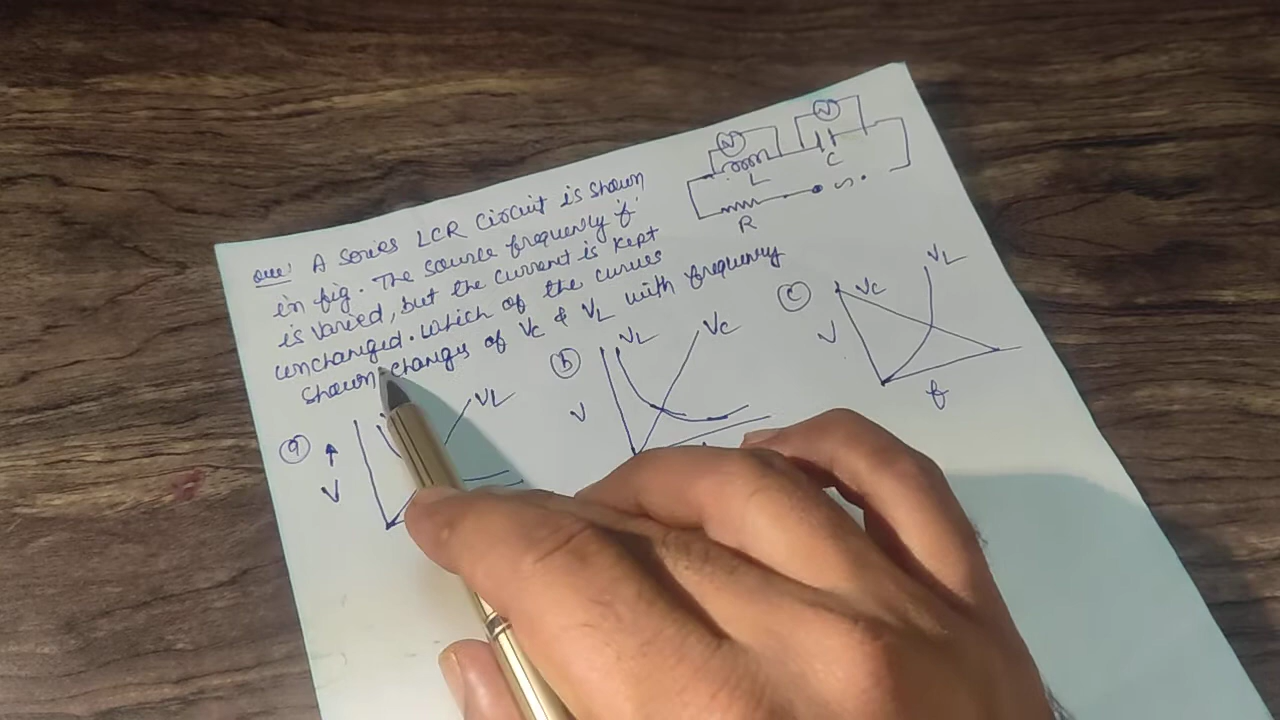 Que: A series LCR Circuit is shown
in fig. The source frequency 'f'
is varied, but the current is kept
unchanged. which of the curves
shown changes of Vc & VL with frequency
V
V
L
C
R
(a)
V
VL
(b)
V
VL
Vc
(c)
V
Vc
VL
f